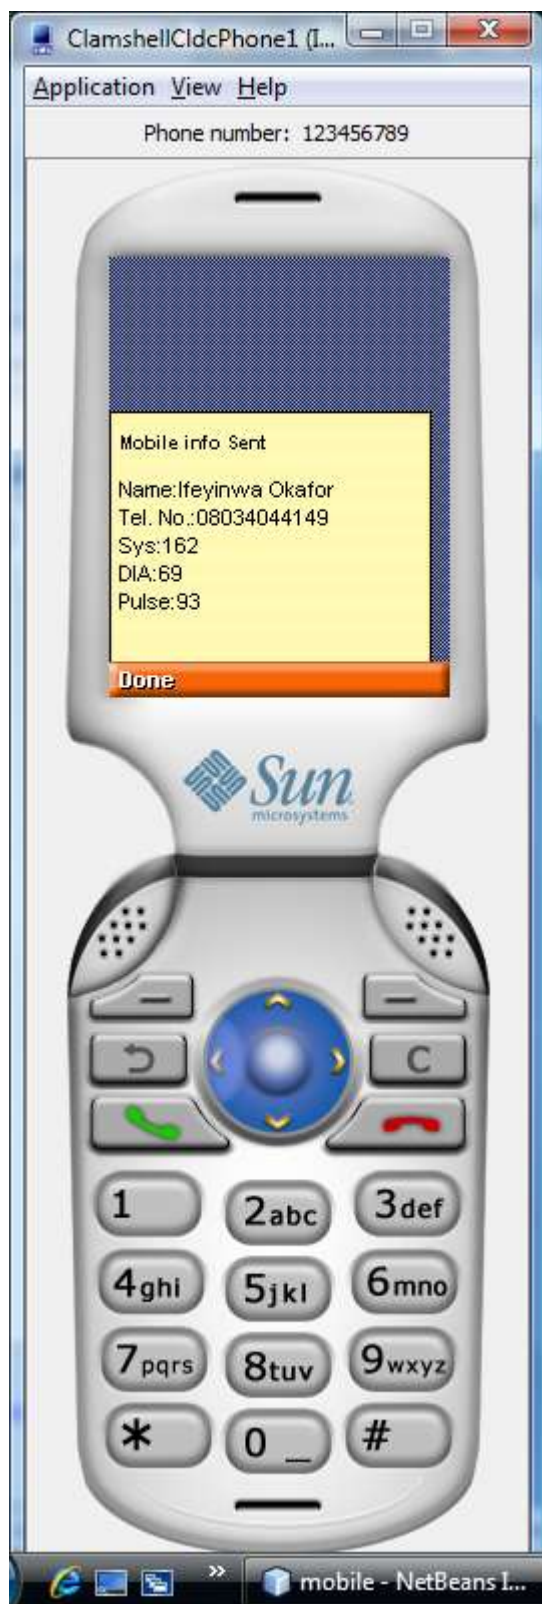 ClamshellCldcPhone1 (I...
Application View Help
Phone number: 123456789
Mobile info Sent
Name:Ifeyinwa Okafor
Tel. No.:08034044149
Sys:162
DIA:69
Pulse:93
Done
Sun
microsystems
C
1 2abc 3def
4ghi 5jkl 6mno
7pqrs 8tuv 9wxyz
* 0 _ #
» mobile - NetBeans I...